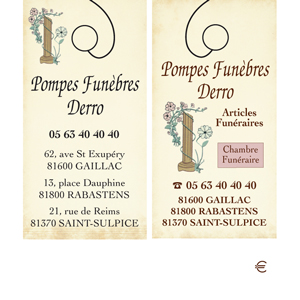 Pompes Funèbres
Derro
05 63 40 40 40
62, ave St Exupéry
81600 GAILLAC
13, place Dauphine
81800 RABASTENS
21, rue de Reims
81370 SAINT-SULPICE
Pompes Funèbres
Derro
Articles
Funéraires
Chambre
Funéraire
☎ 05 63 40 40 40
81600 GAILLAC
81800 RABASTENS
81370 SAINT-SULPICE
€